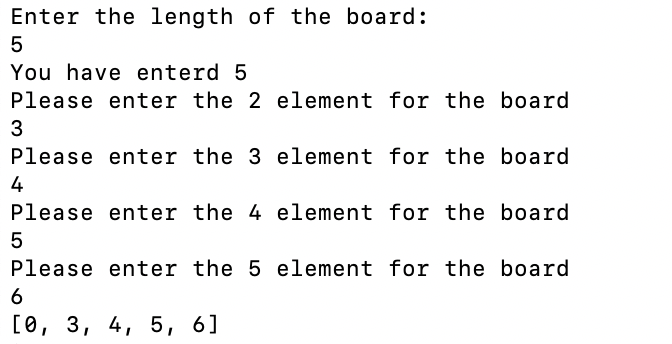 Enter the length of the board:
5
You have enterd 5
Please enter the 2 element for the board
3
Please enter the 3 element for the board
4
Please enter the 4 element for the board
5
Please enter the 5 element for the board
6
[0, 3, 4, 5, 6]